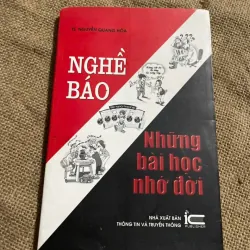 NGHỀ
BÁO
Những
bài học
nhớ đời
NHÀ XUẤT BẢN
THÔNG TIN VÀ TRUYỀN THÔNG